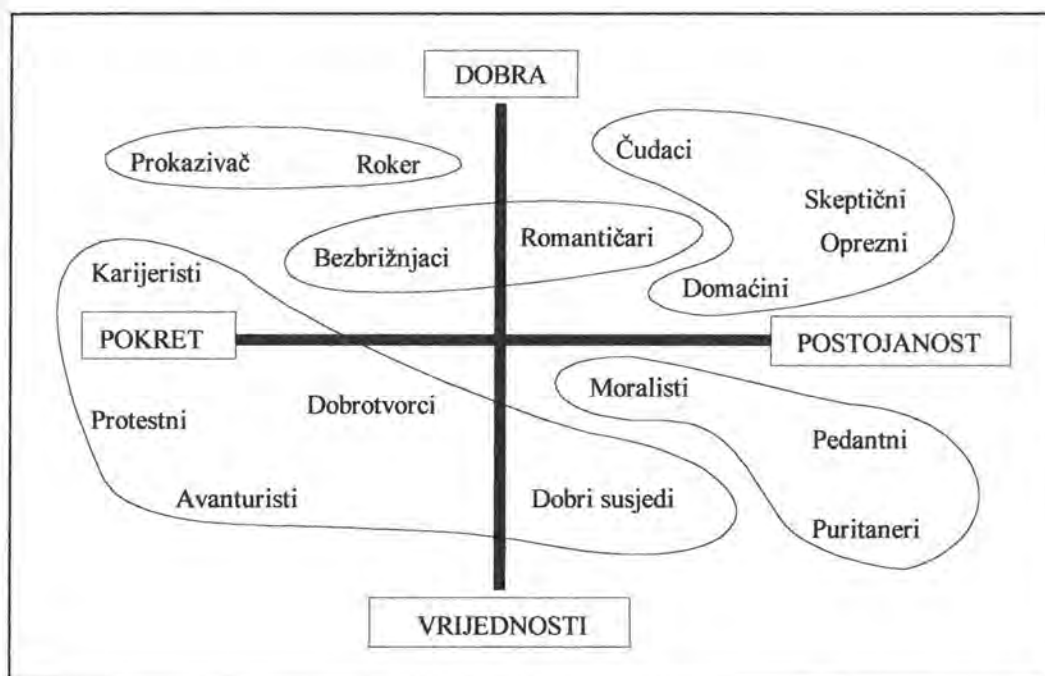 DOBRA
Čudaci
Prokazivač Roker
Skeptični
Romantičari
Oprezni
Bezbrižnjaci
Karijeristi
Domaćini
POKRET
POSTOJANOST
Moralisti
Dobrotvorci
Protestni
Pedantni
Avanturisti
Dobri susjedi
Puritaneri
VRIJEDNOSTI